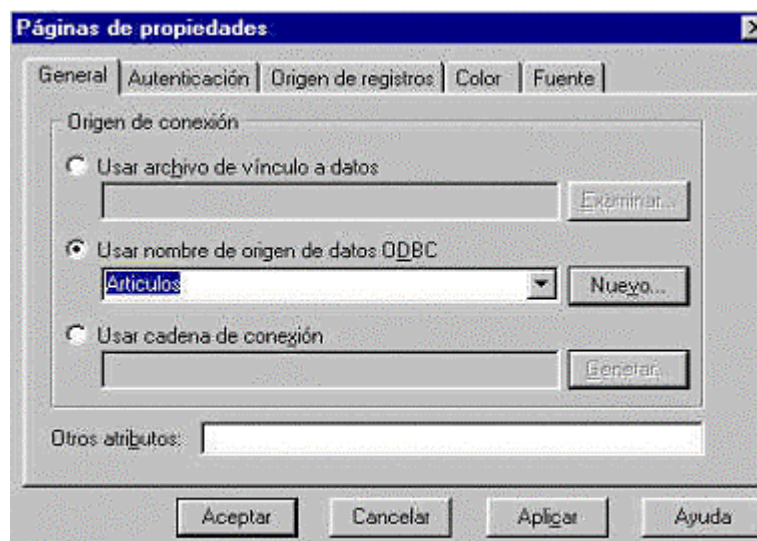 Páginas de propiedades
General Autenticación Origen de registros Color Fuente
Origen de conexión
Usar archivo de vínculo a datos
Examinar...
Usar nombre de origen de datos ODBC
Articulos Nuevo...
Usar cadena de conexión
Generar...
Otros atributos:
Aceptar Cancelar Aplicar Ayuda